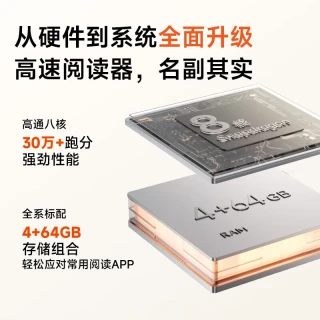 从硬件到系统全面升级
高速阅读器，名副其实
高通八核
30万+跑分
强劲性能
8核
Snapdragon
全系标配
4+64GB
存储组合
轻松应对常用阅读APP
4+64GB
RAM